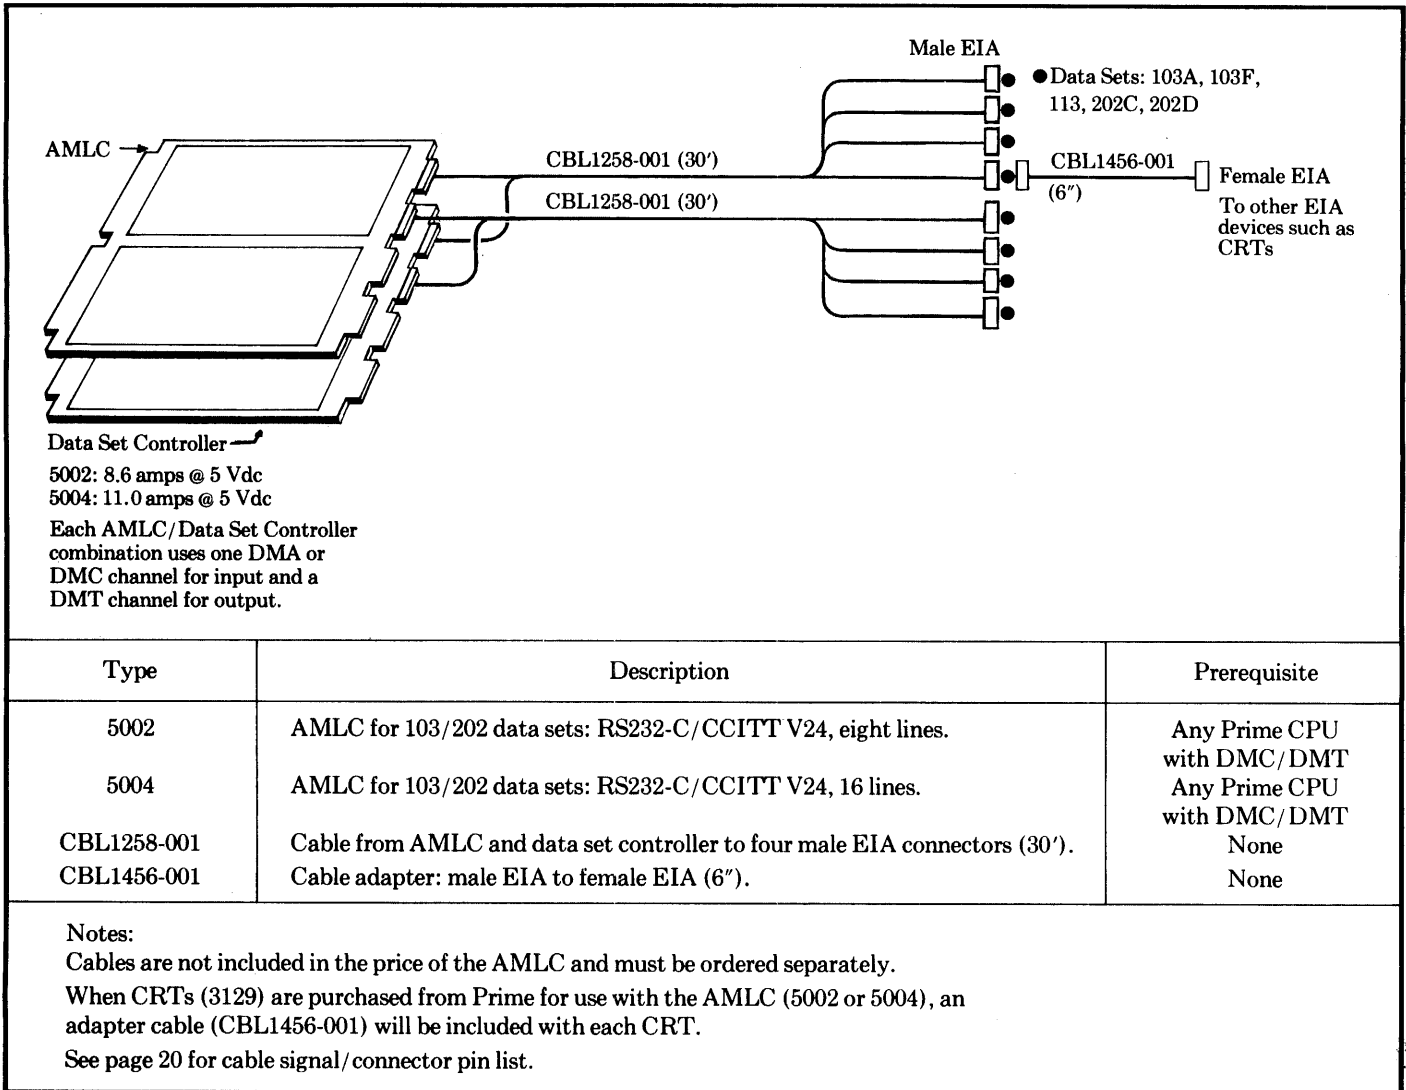 Male EIA
● Data Sets: 103A, 103F,
113, 202C, 202D
AMLC
CBL1258-001 (30′)
CBL1258-001 (30′)
CBL1456-001
(6″)
Female EIA
To other EIA
devices such as
CRTs
Data Set Controller
5002: 8.6 amps @ 5 Vdc
5004: 11.0 amps @ 5 Vdc
Each AMLC/Data Set Controller
combination uses one DMA or
DMC channel for input and a
DMT channel for output.
Type Description Prerequisite
5002 AMLC for 103/202 data sets: RS232-C/CCITT V24, eight lines. Any Prime CPU
with DMC/DMT
5004 AMLC for 103/202 data sets: RS232-C/CCITT V24, 16 lines. Any Prime CPU
with DMC/DMT
CBL1258-001 Cable from AMLC and data set controller to four male EIA connectors (30′). None
CBL1456-001 Cable adapter: male EIA to female EIA (6″). None
Notes:
Cables are not included in the price of the AMLC and must be ordered separately.
When CRTs (3129) are purchased from Prime for use with the AMLC (5002 or 5004), an
adapter cable (CBL1456-001) will be included with each CRT.
See page 20 for cable signal/connector pin list.